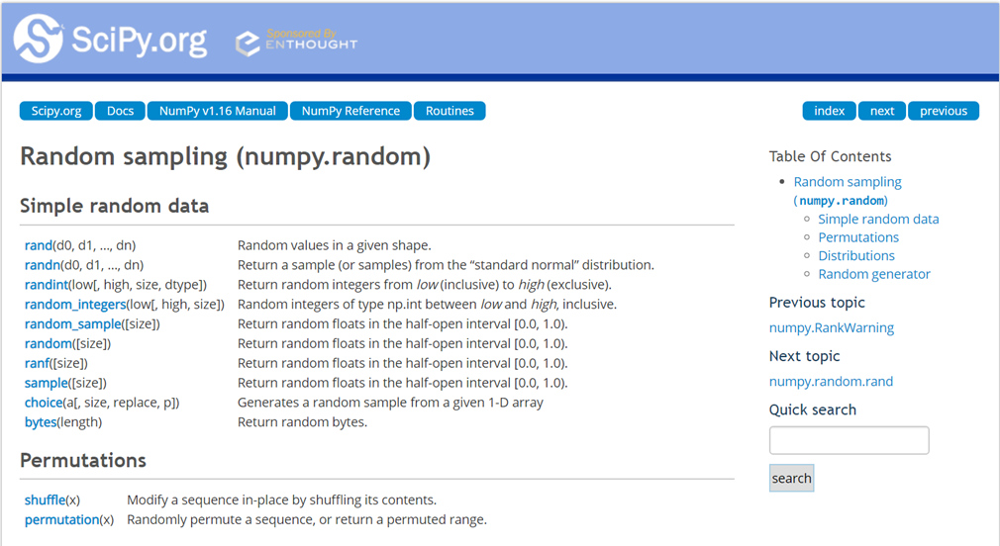 SciPy.org
Sponsored By
ENTHOUGHT
Scipy.org Docs NumPy v1.16 Manual NumPy Reference Routines index next previous
Random sampling (numpy.random)
Simple random data
rand(d0, d1, ..., dn) Random values in a given shape.
randn(d0, d1, ..., dn) Return a sample (or samples) from the “standard normal” distribution.
randint(low[, high, size, dtype]) Return random integers from low (inclusive) to high (exclusive).
random_integers(low[, high, size]) Random integers of type np.int between low and high, inclusive.
random_sample([size]) Return random floats in the half-open interval [0.0, 1.0).
random([size]) Return random floats in the half-open interval [0.0, 1.0).
ranf([size]) Return random floats in the half-open interval [0.0, 1.0).
sample([size]) Return random floats in the half-open interval [0.0, 1.0).
choice(a[, size, replace, p]) Generates a random sample from a given 1-D array
bytes(length) Return random bytes.
Permutations
shuffle(x) Modify a sequence in-place by shuffling its contents.
permutation(x) Randomly permute a sequence, or return a permuted range.
Table Of Contents
Random sampling
(numpy.random)
Simple random data
Permutations
Distributions
Random generator
Previous topic
numpy.RankWarning
Next topic
numpy.random.rand
Quick search
search